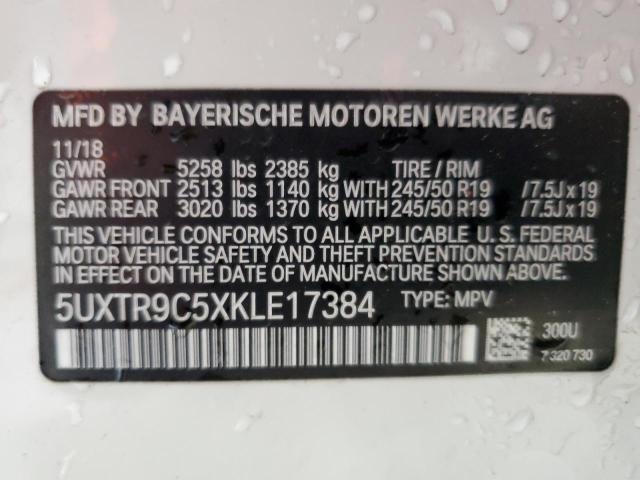 MFD BY BAYERISCHE MOTOREN WERKE AG
11/18
GVWR 5258 lbs 2385 kg TIRE / RIM
GAWR FRONT 2513 lbs 1140 kg WITH 245/50 R19 / 7.5J x 19
GAWR REAR 3020 lbs 1370 kg WITH 245/50 R19 / 7.5J x 19
THIS VEHICLE CONFORMS TO ALL APPLICABLE U. S. FEDERAL
MOTOR VEHICLE SAFETY AND THEFT PREVENTION STANDARDS
IN EFFECT ON THE DATE OF MANUFACTURE SHOWN ABOVE.
5UXTR9C5XKLE17384 TYPE: MPV
300U
7 320 730